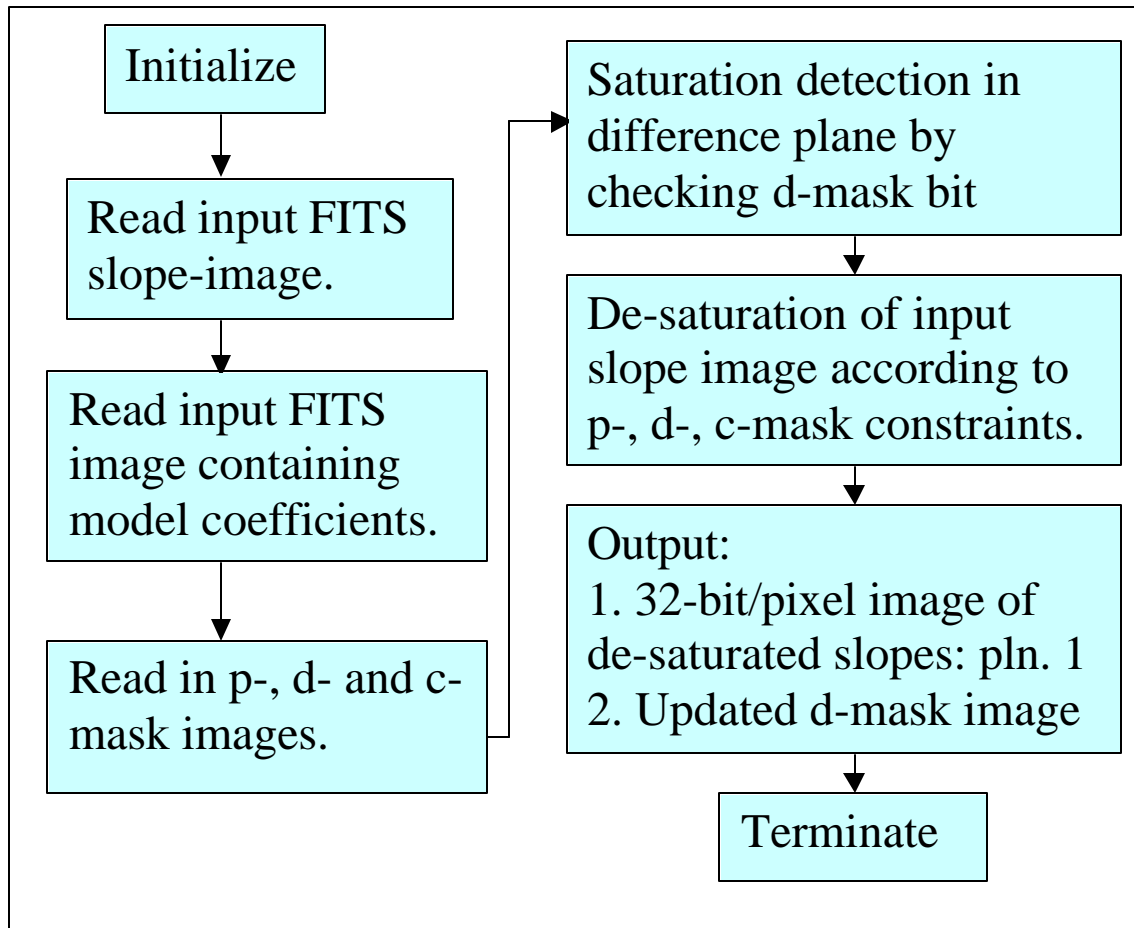 Initialize
Read input FITS
slope-image.
Read input FITS
image containing
model coefficients.
Read in p-, d- and c-
mask images.
Saturation detection in
difference plane by
checking d-mask bit
De-saturation of input
slope image according to
p-, d-, c-mask constraints.
Output:
1. 32-bit/pixel image of
de-saturated slopes: pln. 1
2. Updated d-mask image
Terminate